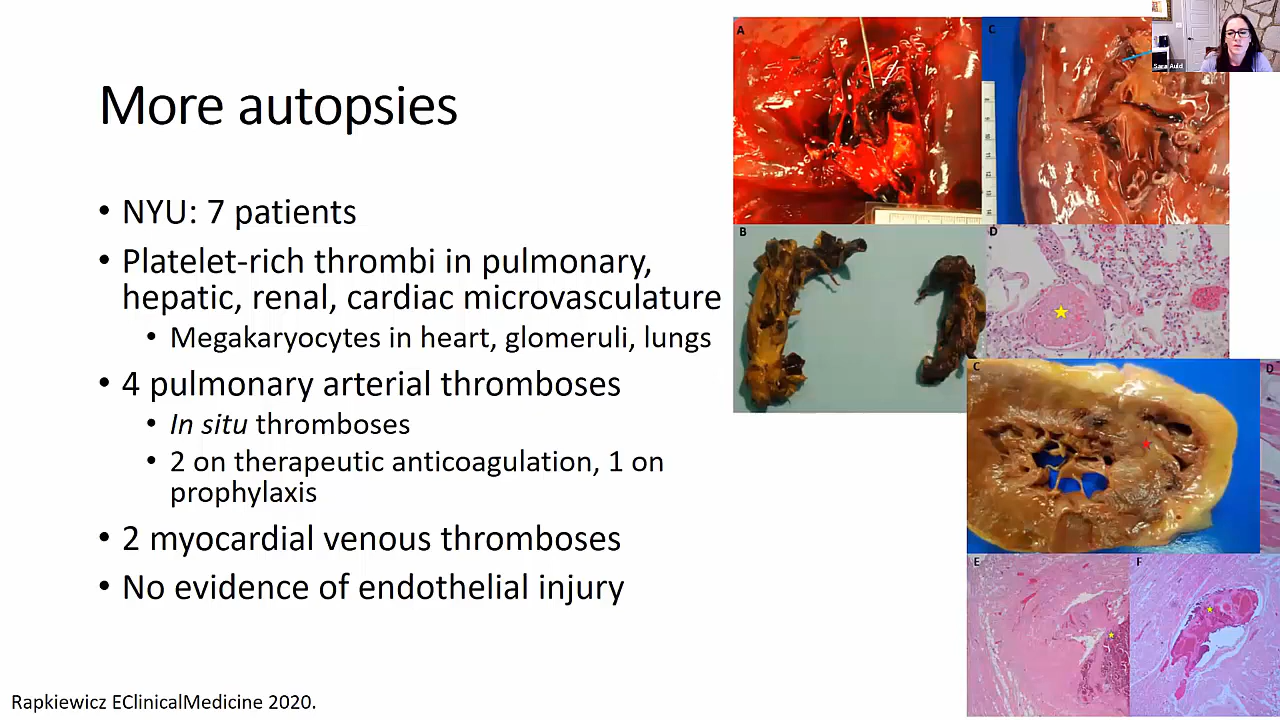 More autopsies
• NYU: 7 patients
• Platelet-rich thrombi in pulmonary,
hepatic, renal, cardiac microvasculature
• Megakaryocytes in heart, glomeruli, lungs
• 4 pulmonary arterial thromboses
• In situ thromboses
• 2 on therapeutic anticoagulation, 1 on
prophylaxis
• 2 myocardial venous thromboses
• No evidence of endothelial injury
Rapkiewicz EClinicalMedicine 2020.
A
C
Sara Auld
B
D
C
D
E
F